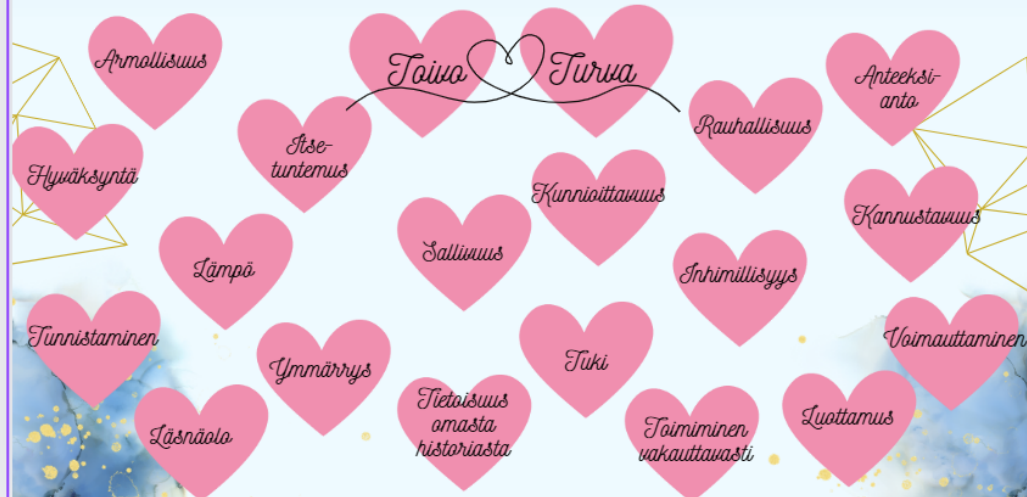 Armollisuus
Toivo
Turva
Anteeksi-
anto
Hyväksyntä
Itse-
tuntemus
Rauhallisuus
Kunnioittavuus
Kannustavuus
Lämpö
Sallivuus
Inhimillisyys
Tunnistaminen
Ymmärrys
Tuki
Voimauttaminen
Läsnäolo
Tietoisuus
omasta
historiasta
Toimiminen
vakauttavasti
Luottamus